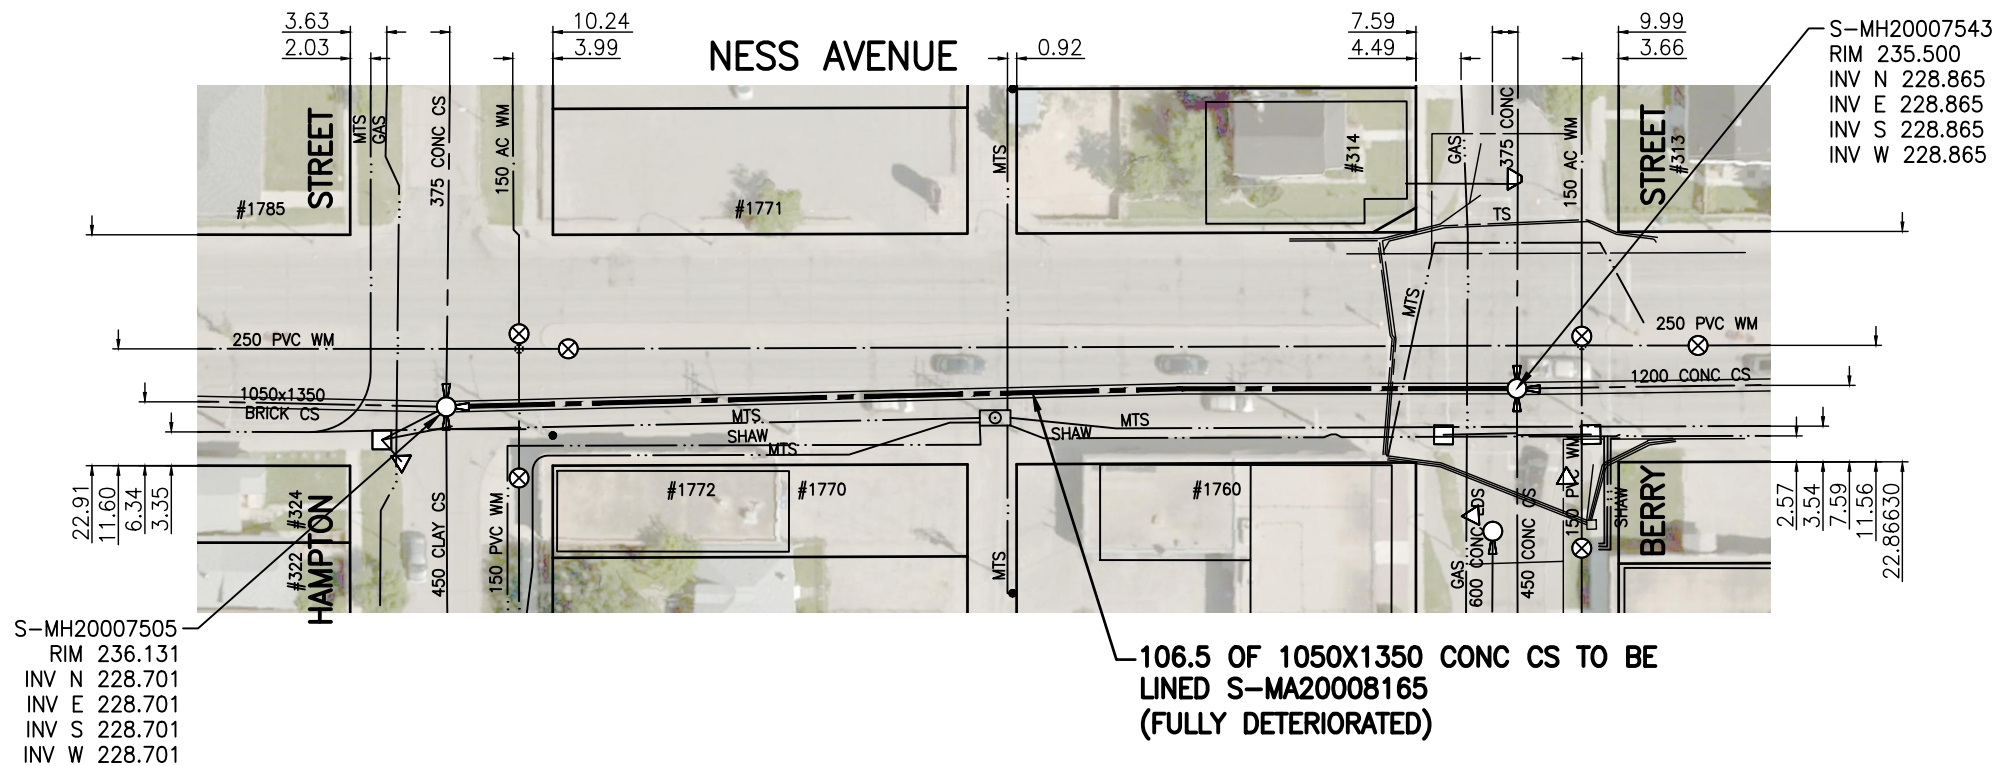 3.63
2.03
10.24
3.99
NESS AVENUE
0.92
7.59
4.49
9.99
3.66
S-MH20007543
RIM 235.500
INV N 228.865
INV E 228.865
INV S 228.865
INV W 228.865
STREET
MTS
GAS
375 CONC CS
150 AC WM
MTS
#314
GAS
375 CONC
150 AC WM
STREET
#313
#1785
#1771
TS
MTS
250 PVC WM
250 PVC WM
1050x1350
BRICK CS
1200 CONC CS
MTS
SHAW
MTS
MTS
SHAW
#1772
#1770
#1760
#324
#322
HAMPTON
450 CLAY CS
150 PVC WM
MTS
GAS
600 CONC LDS
450 CONC CS
150 PVC WM
SHAW
BERRY
22.91
11.60
6.34
3.35
2.57
3.54
7.59
11.56
22.866630
S-MH20007505
RIM 236.131
INV N 228.701
INV E 228.701
INV S 228.701
INV W 228.701
106.5 OF 1050X1350 CONC CS TO BE
LINED S-MA20008165
(FULLY DETERIORATED)